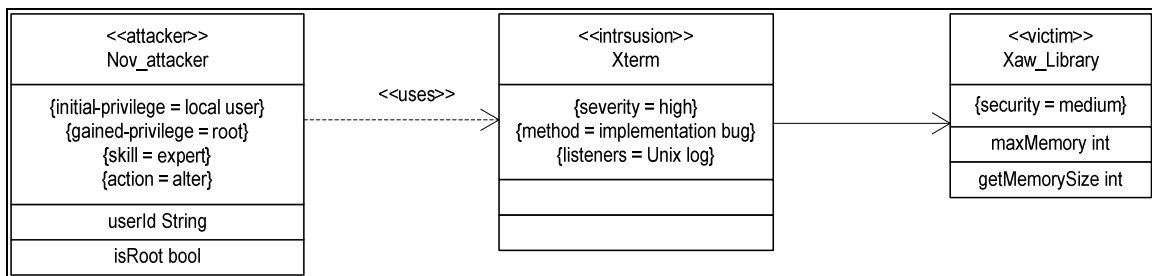 <<attacker>>
Nov_attacker
{initial-privilege = local user}
{gained-privilege = root}
{skill = expert}
{action = alter}
userId String
isRoot bool
<<uses>>
<<intrsusion>>
Xterm
{severity = high}
{method = implementation bug}
{listeners = Unix log}
<<victim>>
Xaw_Library
{security = medium}
maxMemory int
getMemorySize int